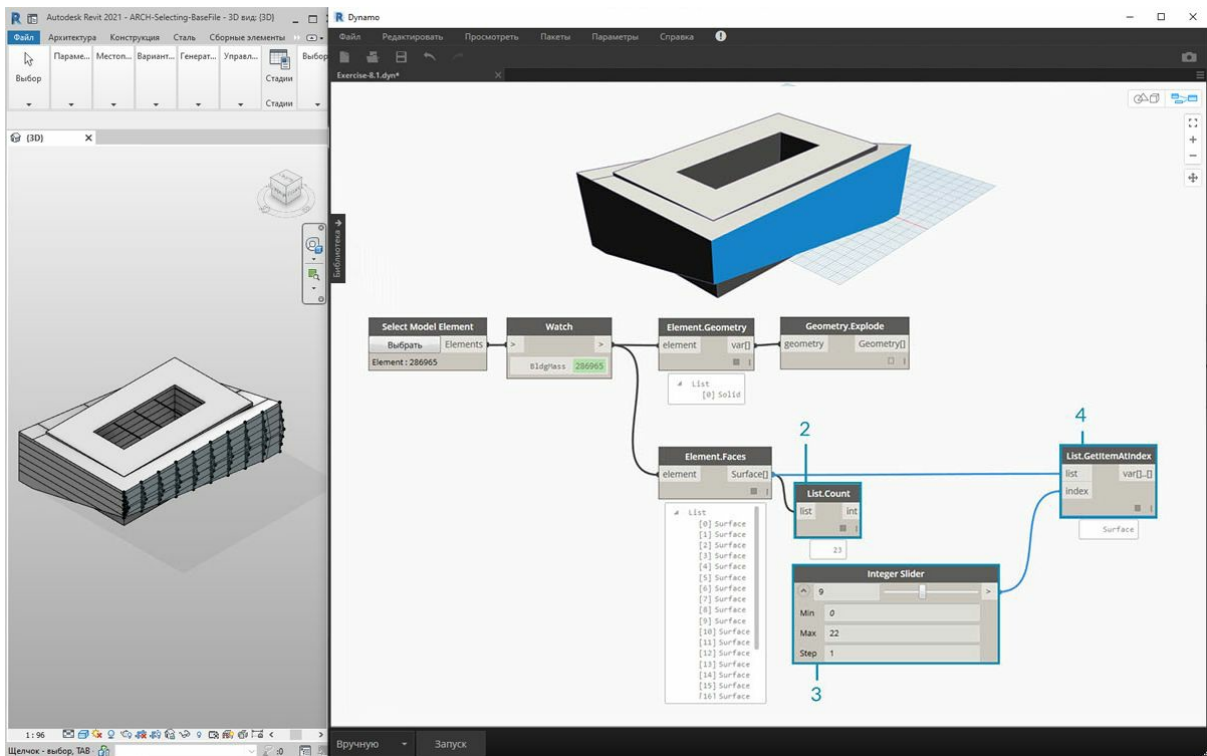 Autodesk Revit 2021 - ARCH-Selecting-BaseFile - 3D вид: {3D}
Файл Архитектура Конструкция Сталь Сборные элементы
Выбор
Параме... Местоп... Вариант... Генерат... Управл...
Стадии
Выбор
Стадии
{3D}
1 : 96
Щелчок - выбор, TAB -
:0
Dynamo
Файл Редактировать Просмотреть Пакеты Параметры Справка
Exercise-8.1.dyn*
Библиотека
Select Model Element
Выбрать Elements
Element : 286965
Watch
> >
BldgMass 286965
Element.Geometry
element var[]
List
[0] Solid
Geometry.Explode
geometry Geometry[]
Element.Faces
element Surface[]
List
[0] Surface
[1] Surface
[2] Surface
[3] Surface
[4] Surface
[5] Surface
[6] Surface
[7] Surface
[8] Surface
[9] Surface
[10] Surface
[11] Surface
[12] Surface
[13] Surface
[14] Surface
[15] Surface
[16] Surface
2
List.Count
list int
23
Integer Slider
9 >
Min 0
Max 22
Step 1
3
4
List.GetItemAtIndex
list var[]..[]
index
Surface
Вручную Запуск